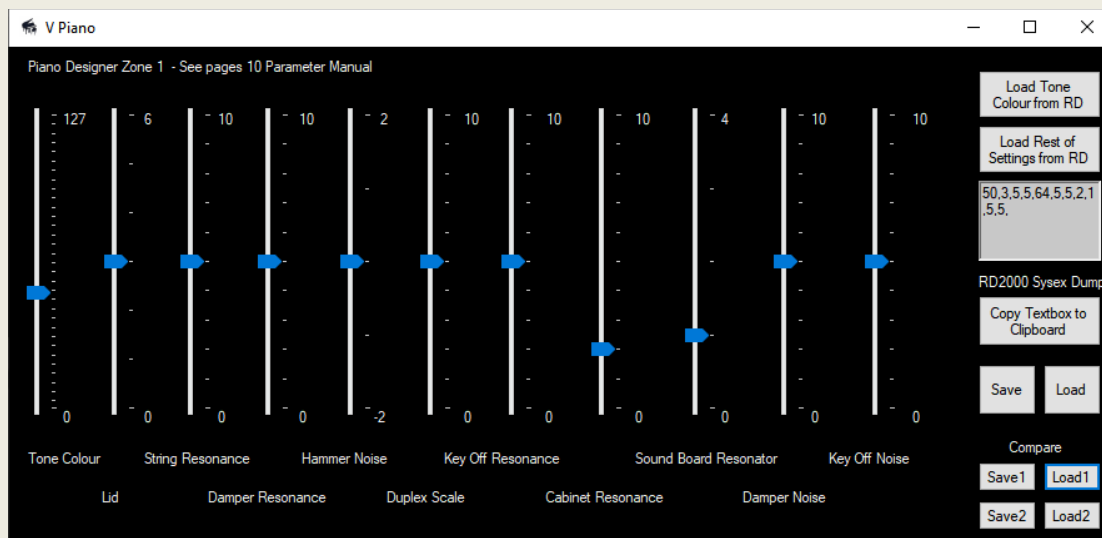 V Piano
Piano Designer Zone 1 - See pages 10 Parameter Manual
127 6 10 10 2 10 10 10 4 10 10
0 0 0 0 -2 0 0 0 0 0 0
Tone Colour String Resonance Hammer Noise Key Off Resonance Sound Board Resonator Key Off Noise
Lid Damper Resonance Duplex Scale Cabinet Resonance Damper Noise
Load Tone
Colour from RD
Load Rest of
Settings from RD
50,3,5,5,64,5,5,2,1
,5,5,
RD2000 Sysex Dump
Copy Textbox to
Clipboard
Save Load
Compare
Save1 Load1
Save2 Load2